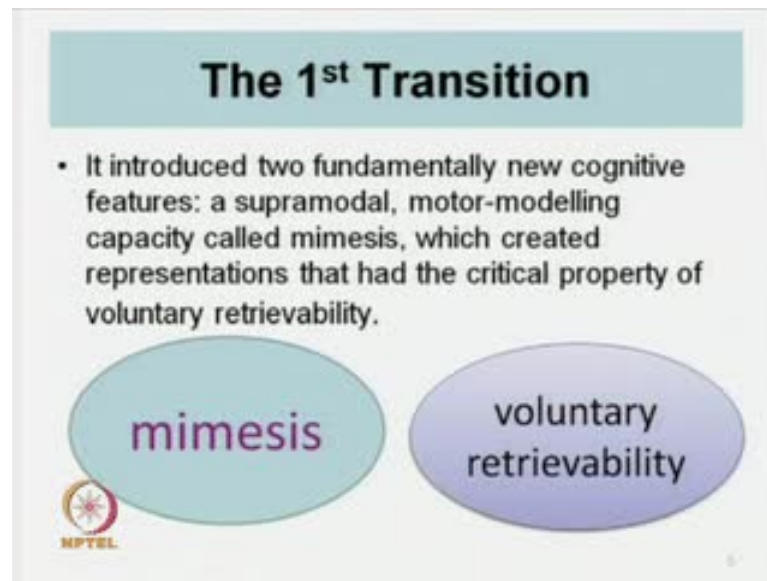 The 1st Transition
• It introduced two fundamentally new cognitive
features: a supramodal, motor-modelling
capacity called mimesis, which created
representations that had the critical property of
voluntary retrievability.
mimesis
voluntary
retrievability
NPTEL